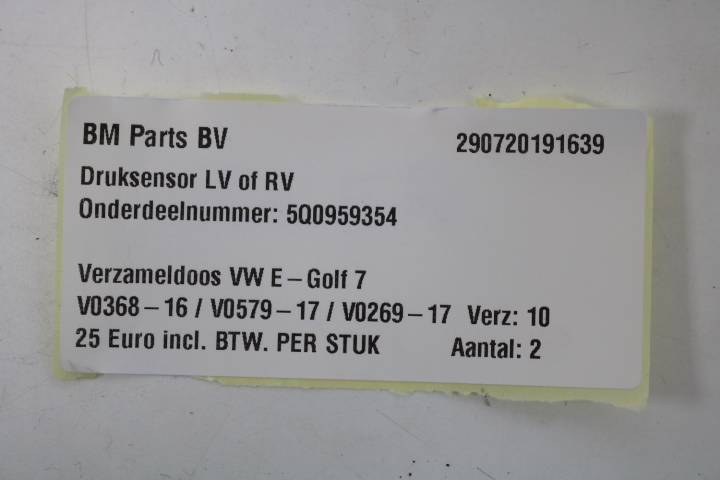 BM Parts BV 290720191639
Druksensor LV of RV
Onderdeelnummer: 5Q0959354
Verzameldoos VW E-Golf 7
V0368-16 / V0579-17 / V0269-17 Verz: 10
25 Euro incl. BTW. PER STUK Aantal: 2